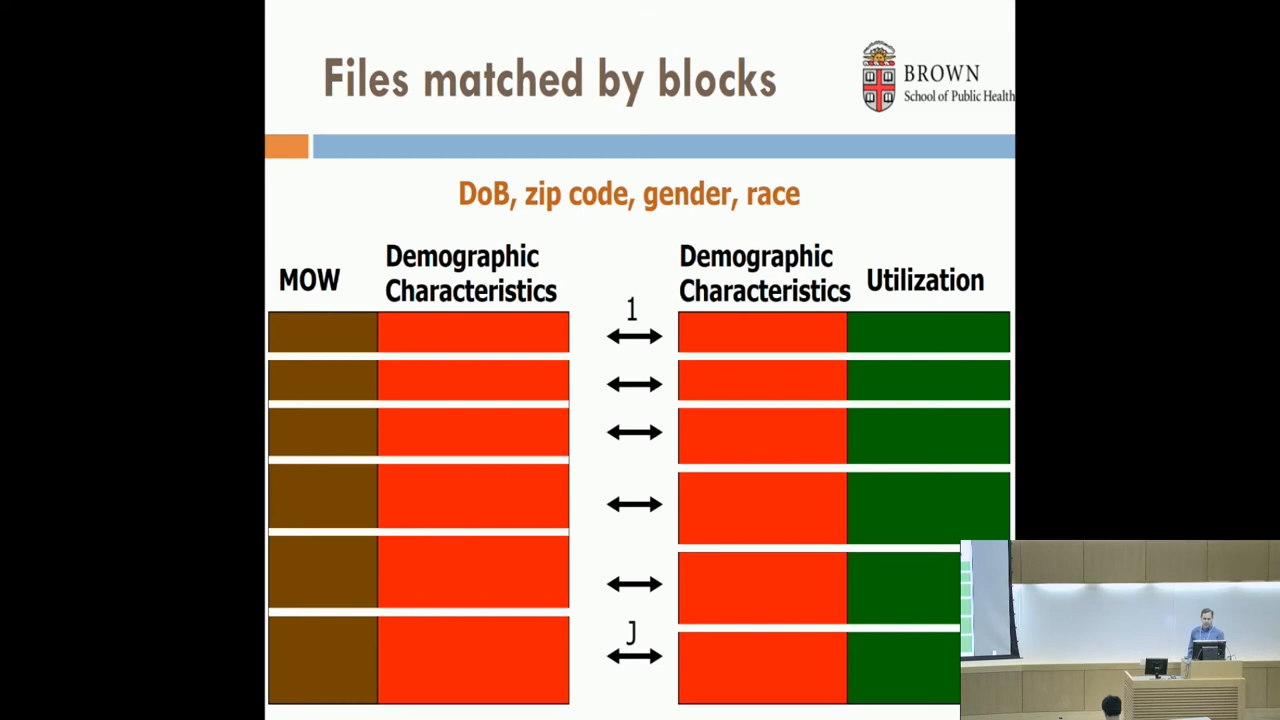 Files matched by blocks
BROWN
School of Public Health
DoB, zip code, gender, race
MOW
Demographic
Characteristics
Demographic
Characteristics
Utilization
1
J